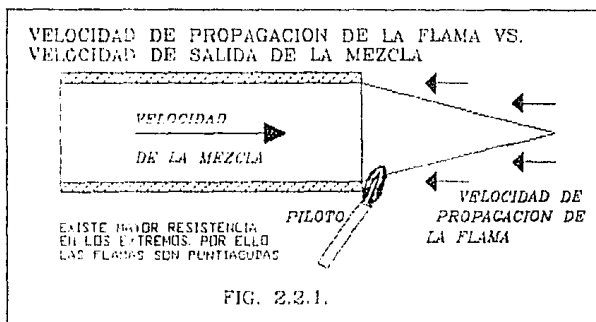 VELOCIDAD DE PROPAGACION DE LA FLAMA VS.
VELOCIDAD DE SALIDA DE LA MEZCLA
VELOCIDAD
DE LA MEZCLA
PILOTO
VELOCIDAD DE
PROPAGACION DE
LA FLAMA
EXISTE MAYOR RESISTENCIA
EN LOS EXTREMOS. POR ELLO
LAS FLAMAS SON PUNTIAGUDAS
FIG. 2.2.1.